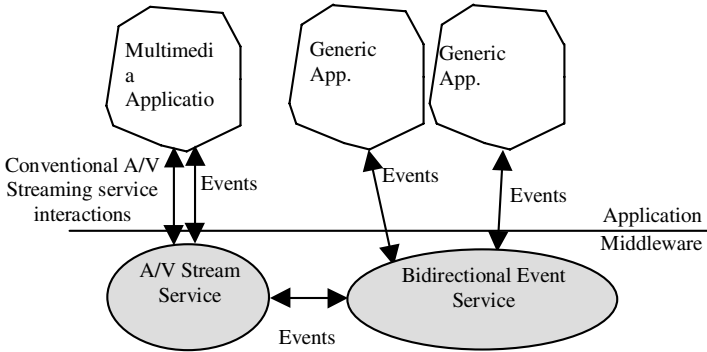 Multimedi
a
Applicatio
Generic
App.
Generic
App.
Conventional A/V
Streaming service
interactions
Events
Events
Events
Application
Middleware
A/V Stream
Service
Bidirectional Event
Service
Events